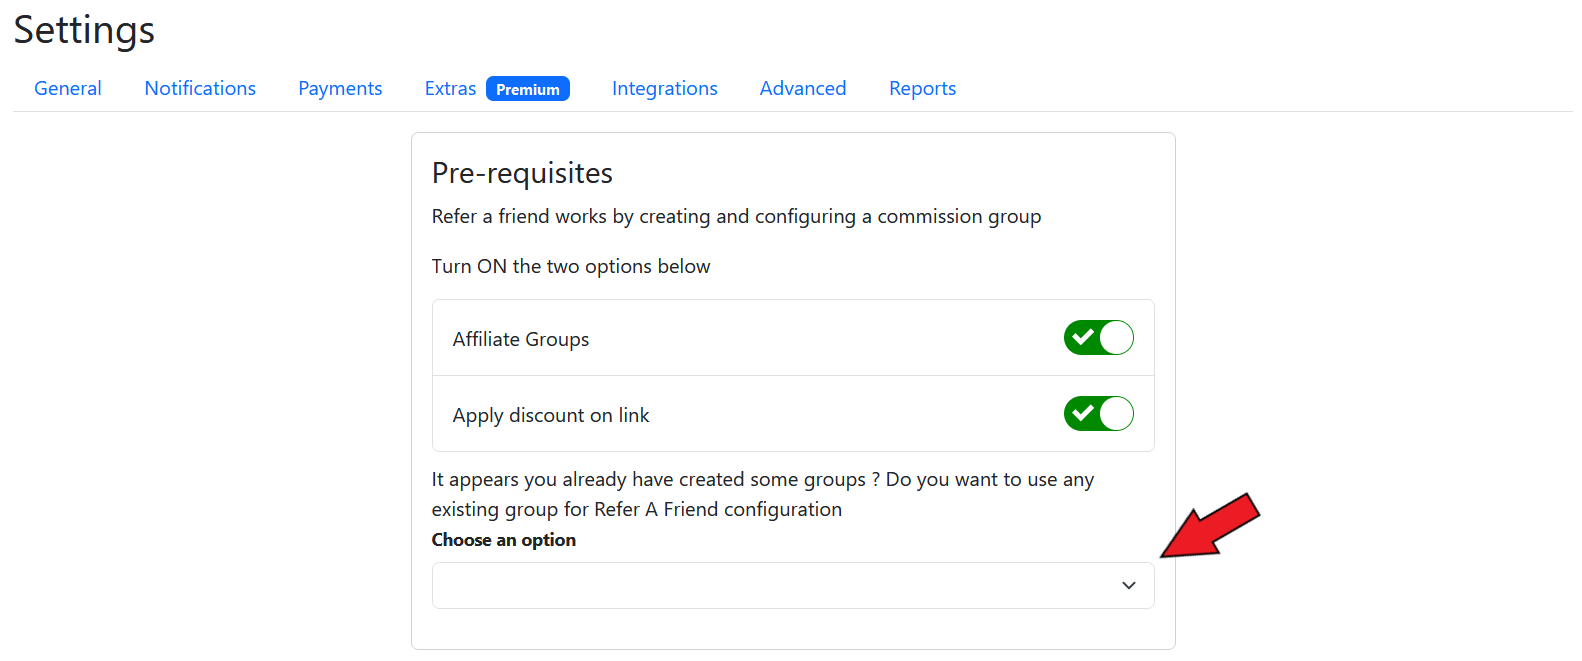 Settings
General Notifications Payments Extras Premium Integrations Advanced Reports
Pre-requisites
Refer a friend works by creating and configuring a commission group
Turn ON the two options below
Affiliate Groups
Apply discount on link
It appears you already have created some groups ? Do you want to use any
existing group for Refer A Friend configuration
Choose an option